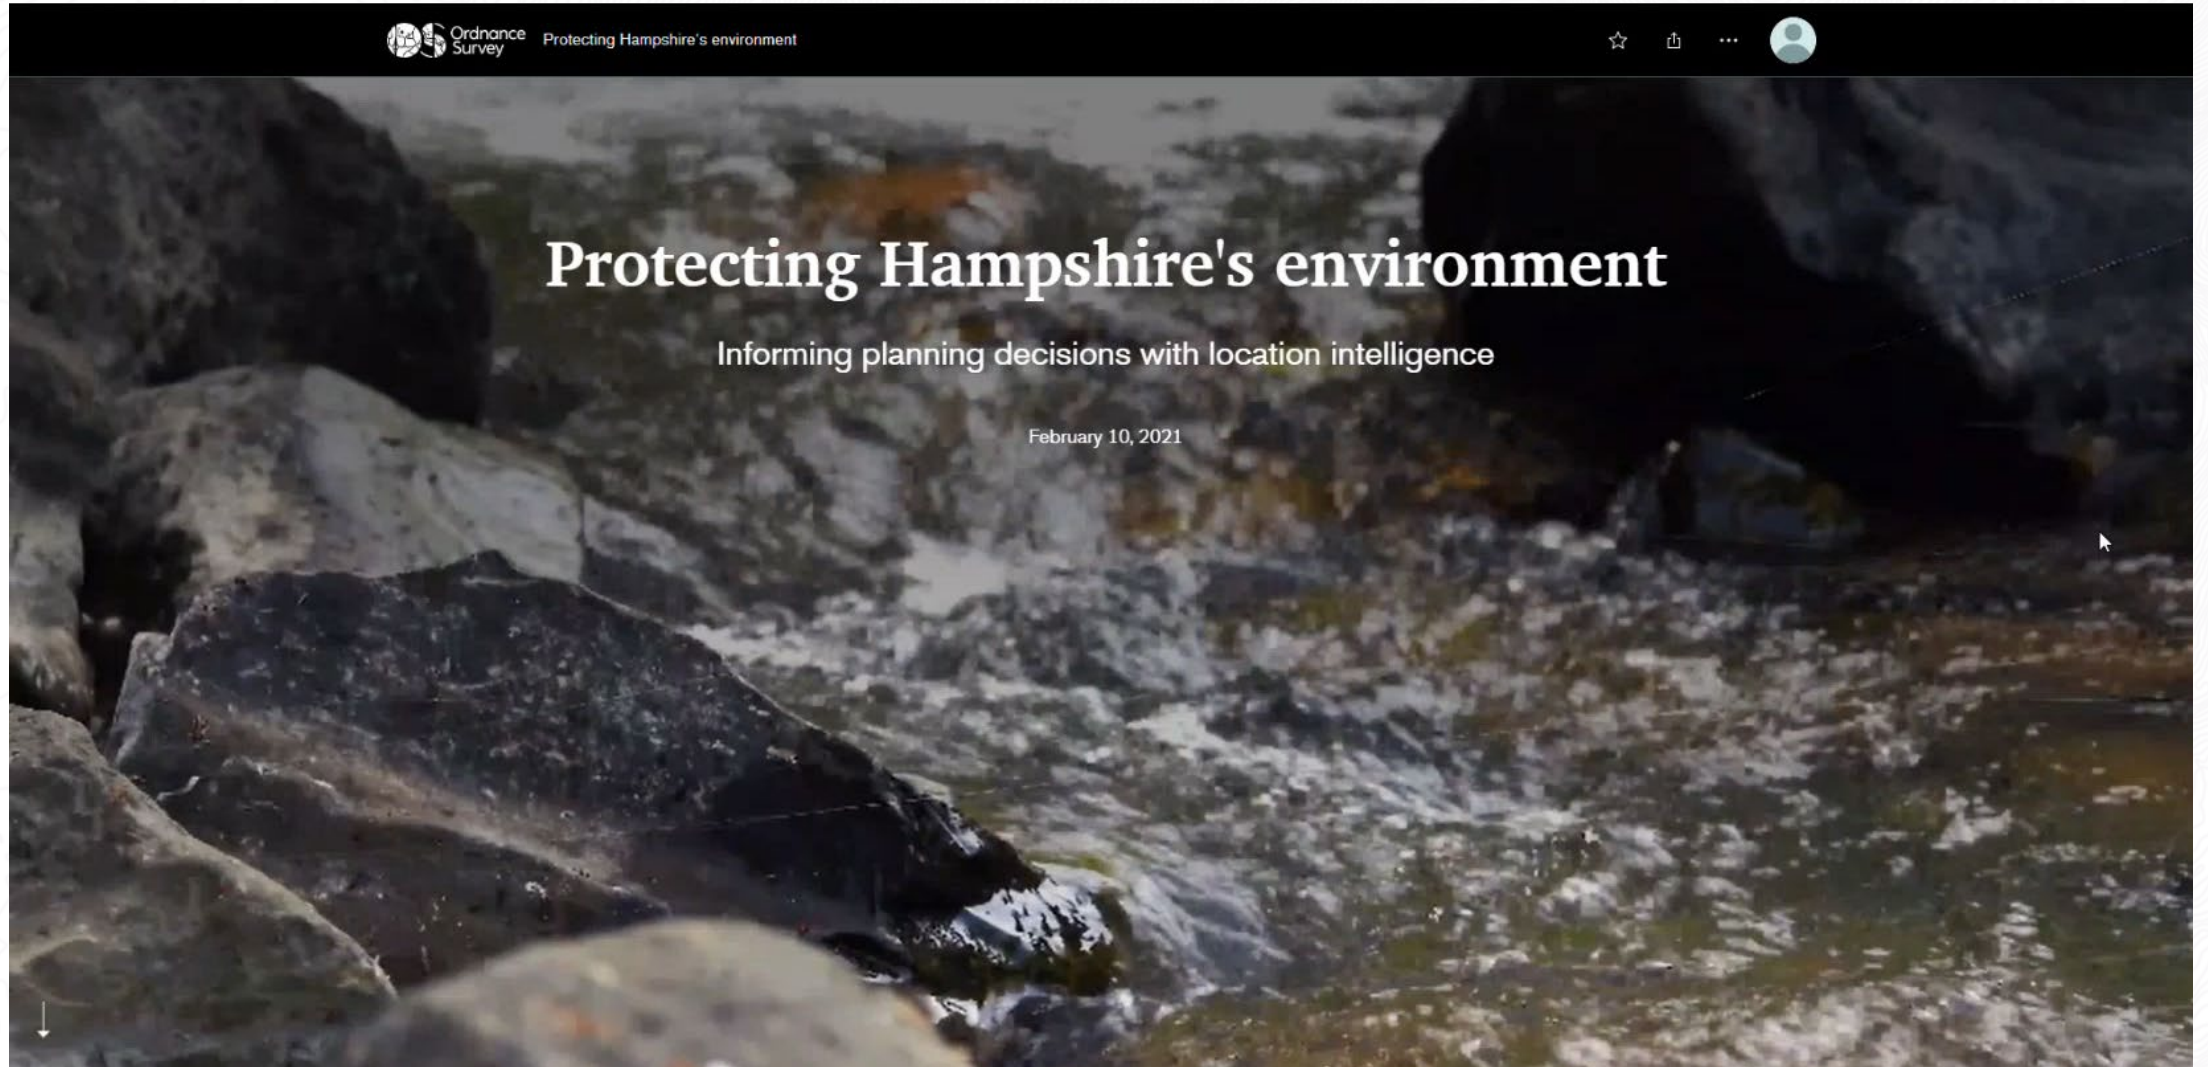 Ordnance
Survey
Protecting Hampshire's environment
Protecting Hampshire's environment
Informing planning decisions with location intelligence
February 10, 2021